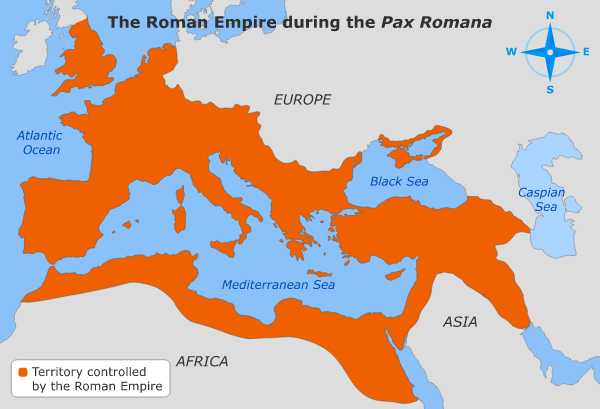 The Roman Empire during the Pax Romana
N
W
E
S
EUROPE
Atlantic
Ocean
Black Sea
Caspian
Sea
Mediterranean Sea
ASIA
AFRICA
Territory controlled
by the Roman Empire